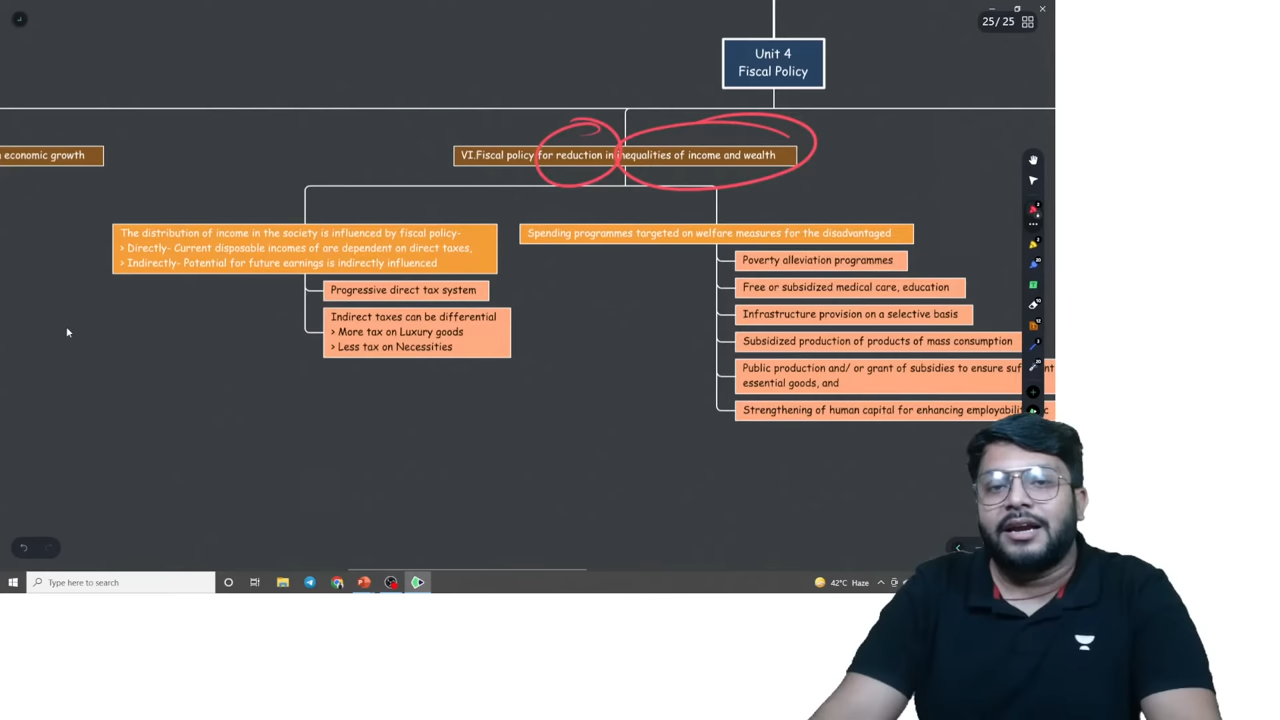 25/ 25
Unit 4
Fiscal Policy
economic growth
VI.Fiscal policy for reduction in inequalities of income and wealth
The distribution of income in the society is influenced by fiscal policy-
> Directly- Current disposable incomes of are dependent on direct taxes,
> Indirectly- Potential for future earnings is indirectly influenced
Progressive direct tax system
Indirect taxes can be differential
> More tax on Luxury goods
> Less tax on Necessities
Spending programmes targeted on welfare measures for the disadvantaged
Poverty alleviation programmes
Free or subsidized medical care, education
Infrastructure provision on a selective basis
Subsidized production of products of mass consumption
Public production and/ or grant of subsidies to ensure
essential goods, and
Strengthening of human capital for enhancing
Type here to search
42°C Haze